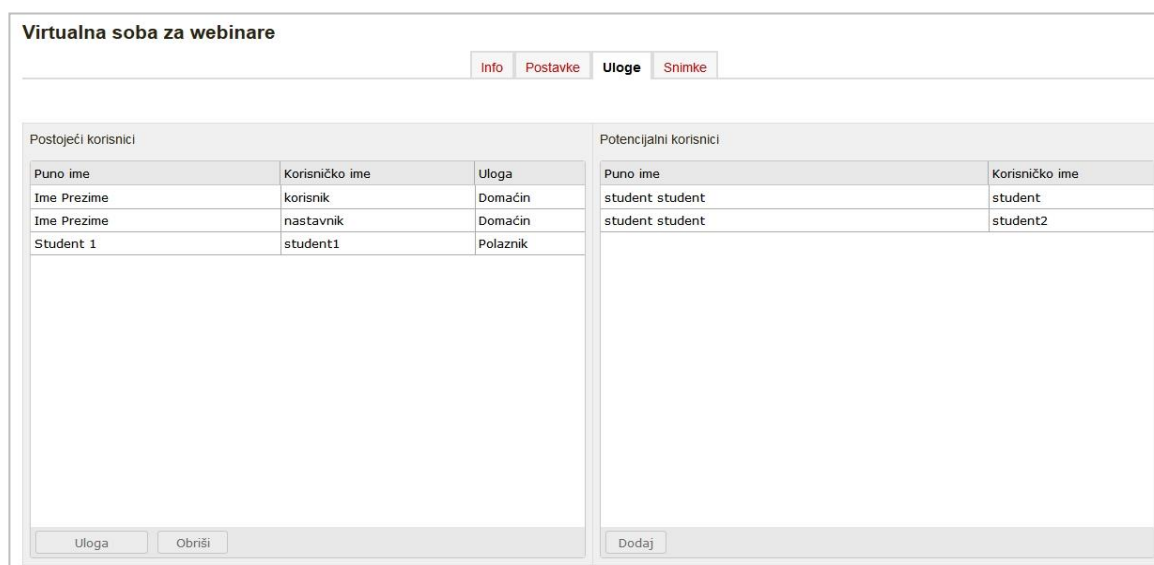 Virtualna soba za webinare
Info Postavke Uloge Snimke
Postojeći korisnici
Puno ime Korisničko ime Uloga
Ime Prezime korisnik Domaćin
Ime Prezime nastavnik Domaćin
Student 1 student1 Polaznik
Uloga Obriši
Potencijalni korisnici
Puno ime Korisničko ime
student student student
student student student2
Dodaj